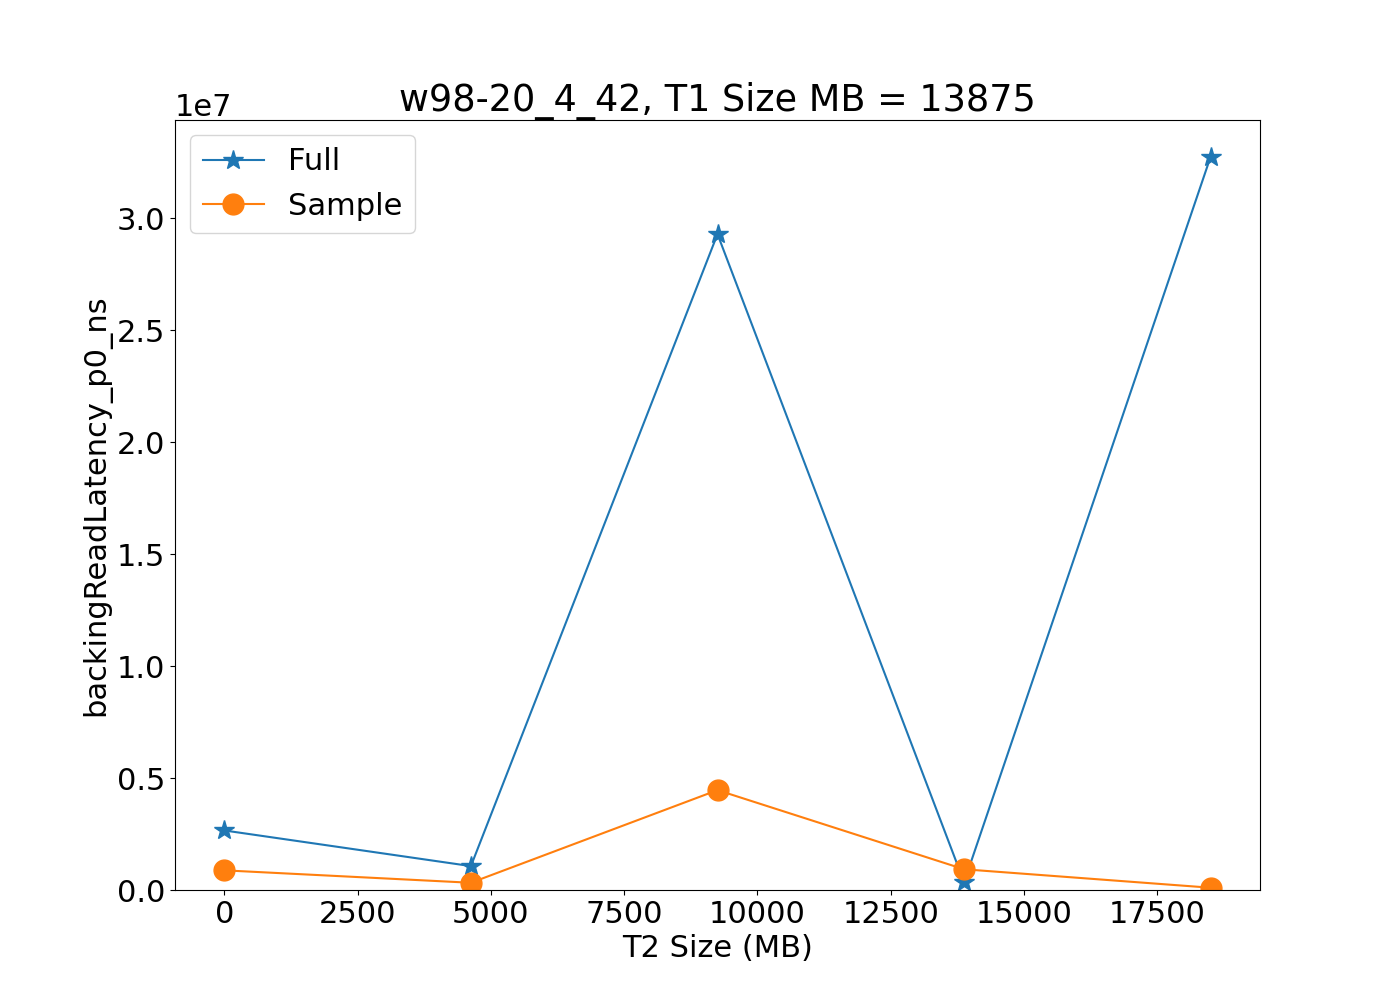 w98-20_4_42, T1 Size MB = 13875
1e7
Full
Sample
3.0
2.5
2.0
1.5
1.0
0.5
0.0
backingReadLatency_p0_ns
0 2500 5000 7500 10000 12500 15000 17500
T2 Size (MB)